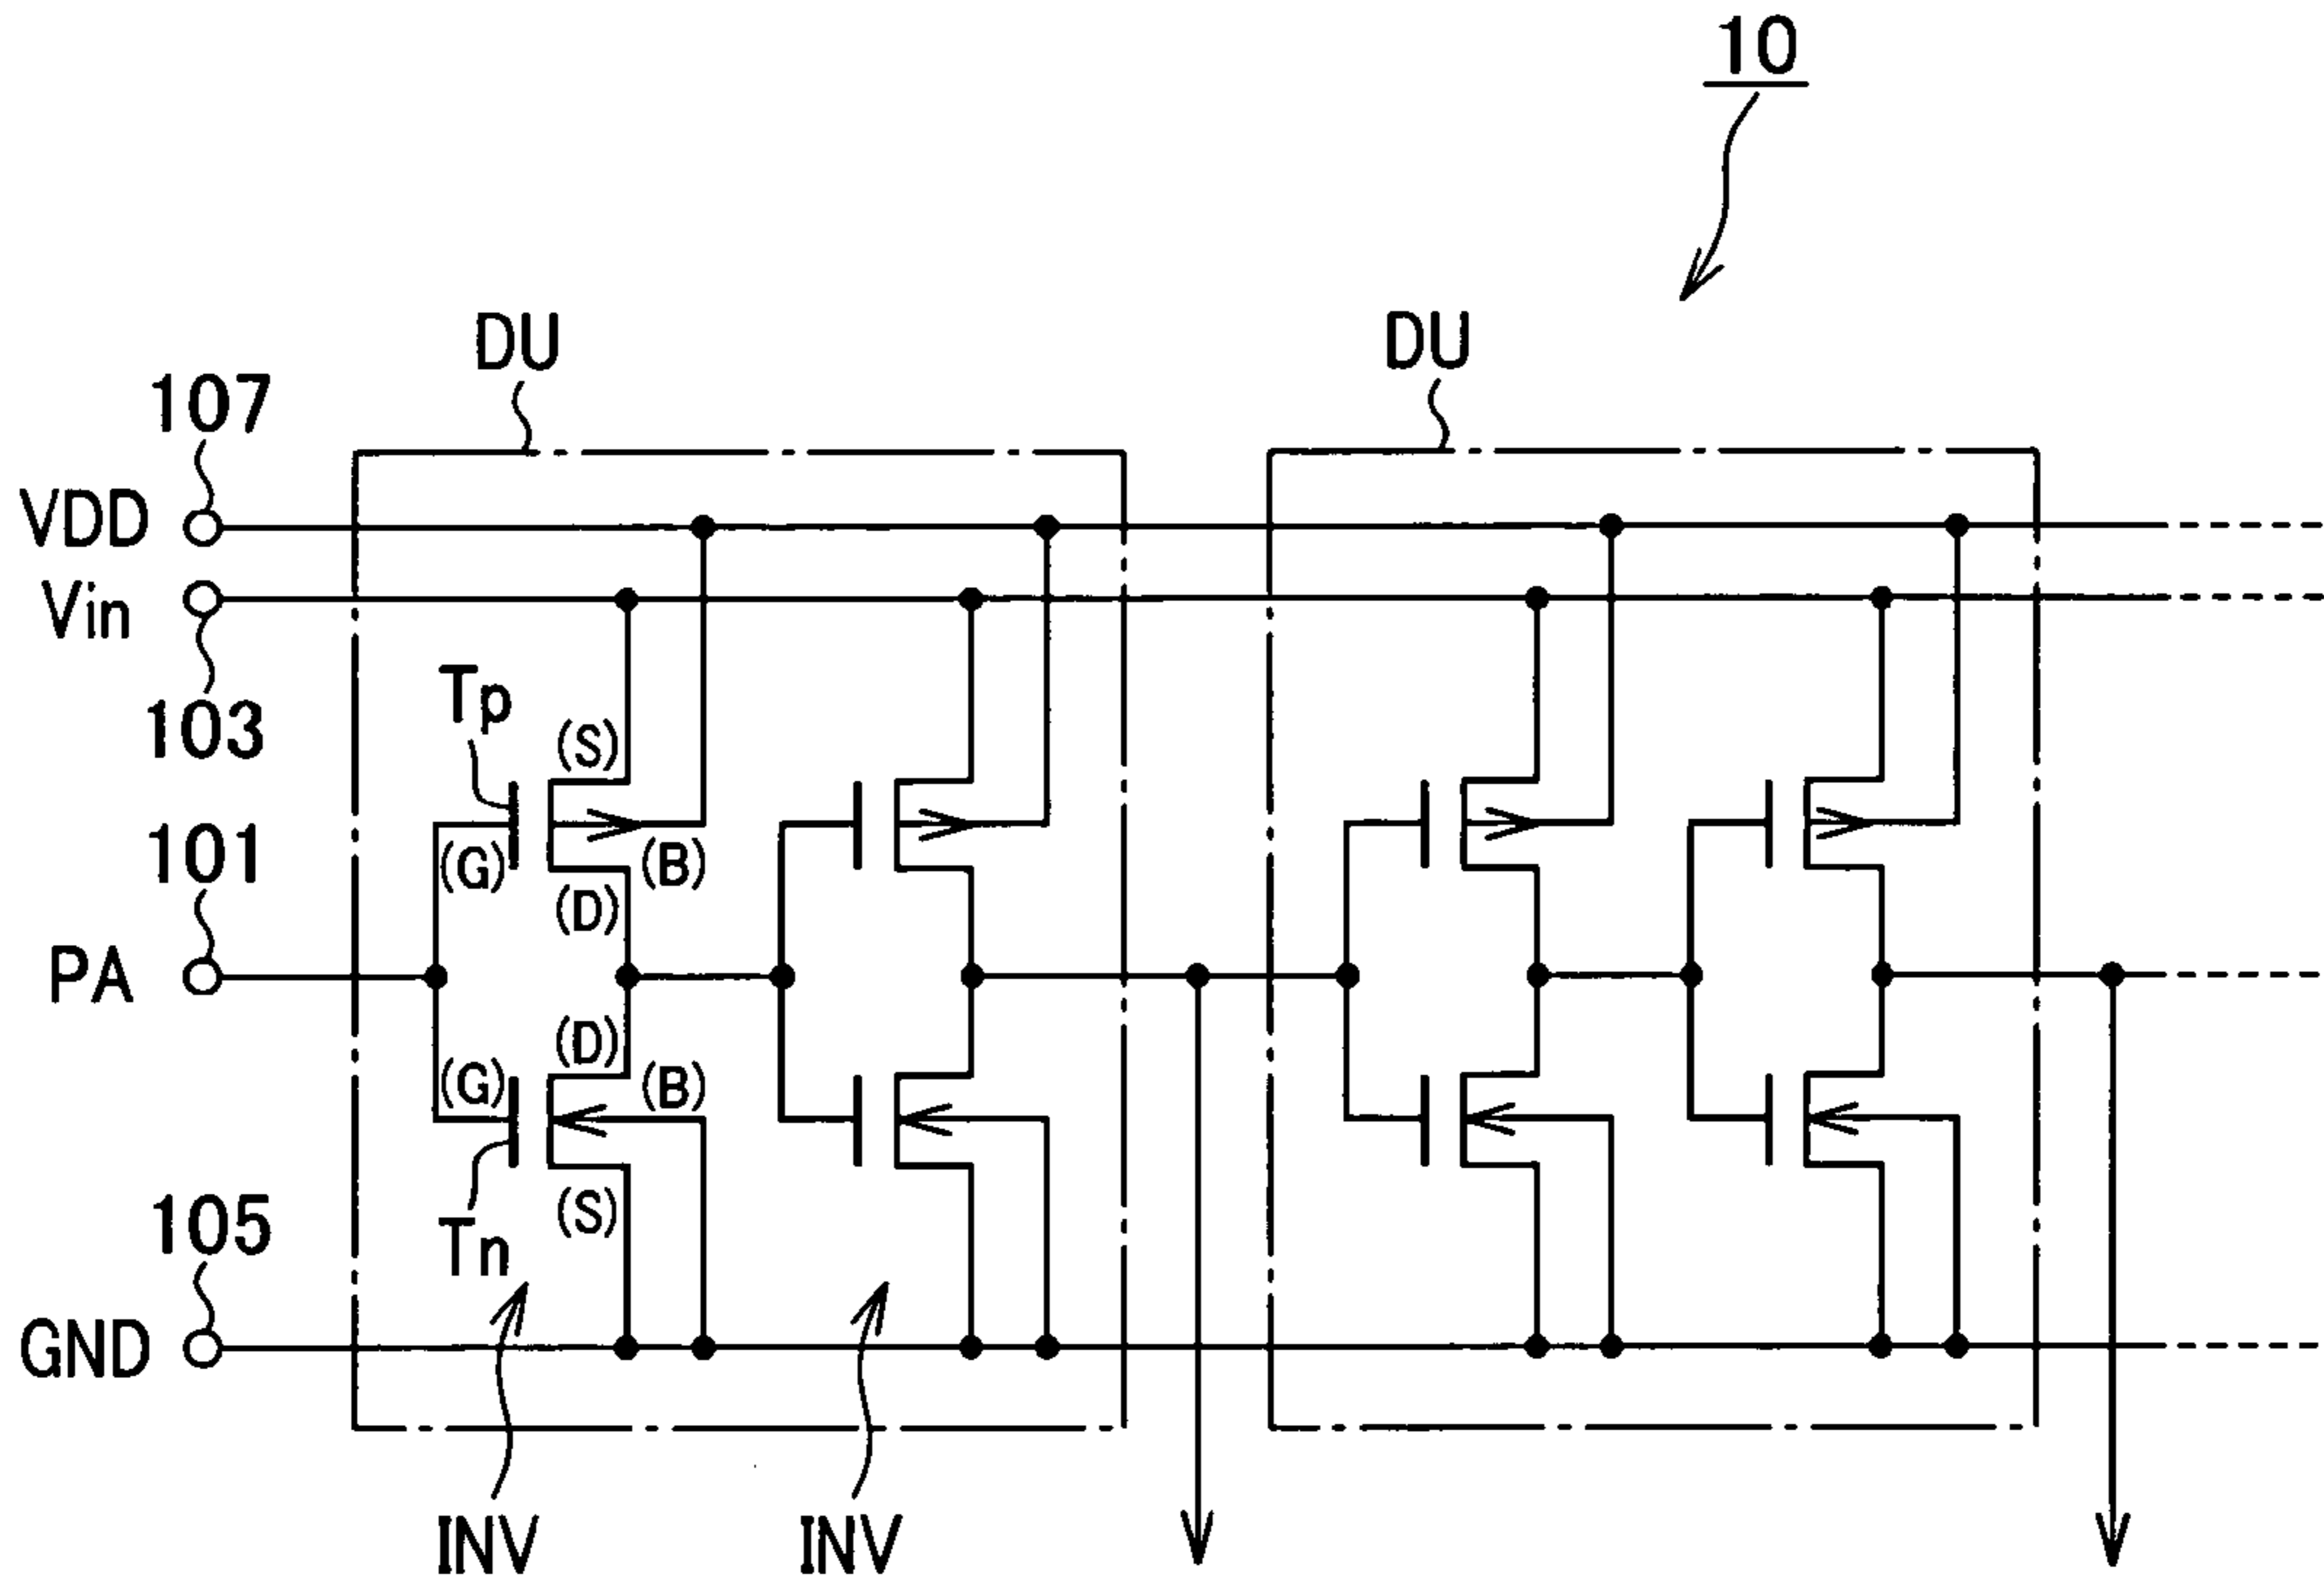 10
DU
DU
107
VDD
Vin
103
Tp
(S)
101
(G)
(B)
(D)
PA
(D)
(G)
(B)
105
(S)
Tn
GND
INV
INV